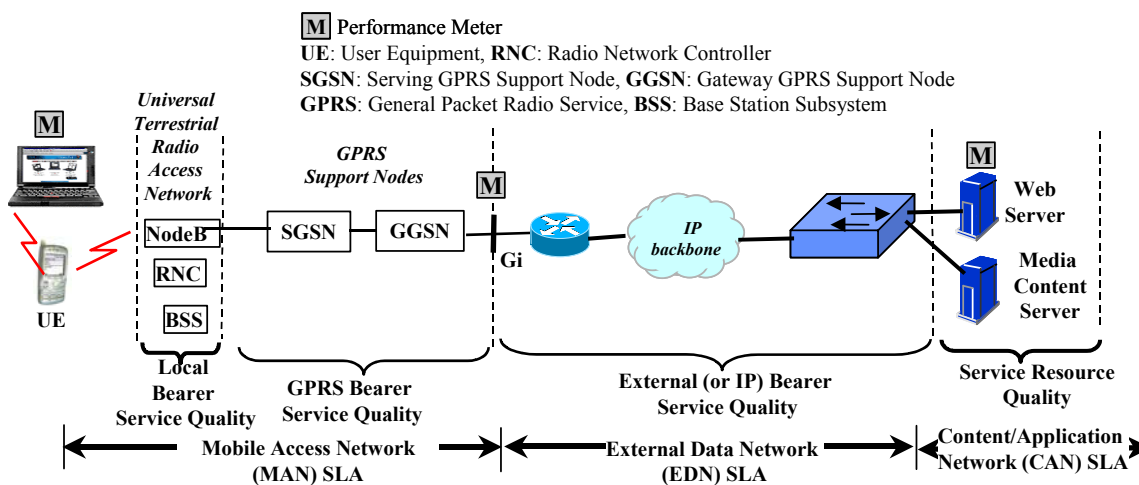 M Performance Meter
UE: User Equipment, RNC: Radio Network Controller
SGSN: Serving GPRS Support Node, GGSN: Gateway GPRS Support Node
GPRS: General Packet Radio Service, BSS: Base Station Subsystem
Universal
Terrestrial
Radio
Access
Network
M
GPRS
Support Nodes
M
M
Web
Server
NodeB
SGSN
GGSN
Gi
IP
backbone
RNC
Media
Content
Server
UE
BSS
Local
Bearer
Service Quality
GPRS Bearer
Service Quality
External (or IP) Bearer
Service Quality
Service Resource
Quality
Mobile Access Network
(MAN) SLA
External Data Network
(EDN) SLA
Content/Application
Network (CAN) SLA